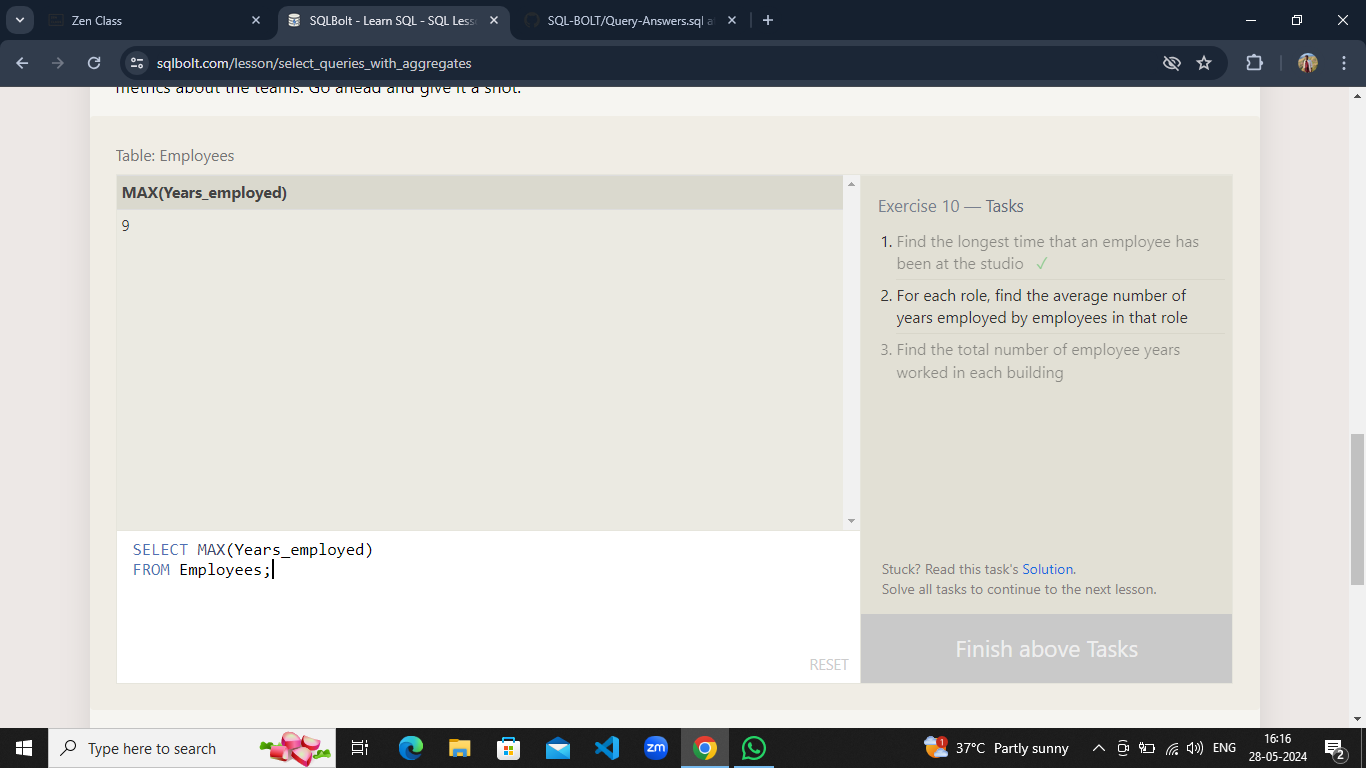 Zen Class
SQLBolt - Learn SQL - SQL Less
SQL-BOLT/Query-Answers.sql a
sqlbolt.com/lesson/select_queries_with_aggregates
metrics about the teams. Go ahead and give it a shot.
Table: Employees
MAX(Years_employed)
9
Exercise 10 — Tasks
1. Find the longest time that an employee has
been at the studio ✓
2. For each role, find the average number of
years employed by employees in that role
3. Find the total number of employee years
worked in each building
SELECT MAX(Years_employed)
FROM Employees;
RESET
Stuck? Read this task's Solution.
Solve all tasks to continue to the next lesson.
Finish above Tasks
Type here to search
zm
1
37°C Partly sunny
ENG
16:16
28-05-2024
2